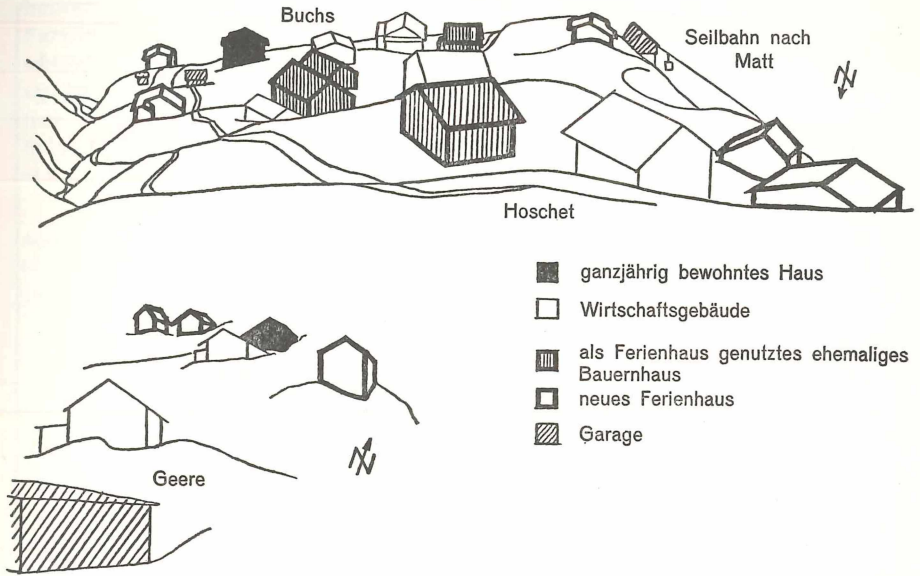 Buchs
Seilbahn nach
Matt
N
Hoschet
ganzjährig bewohntes Haus
Wirtschaftsgebäude
als Ferienhaus genutztes ehemaliges
Bauernhaus
neues Ferienhaus
Garage
N
Geere